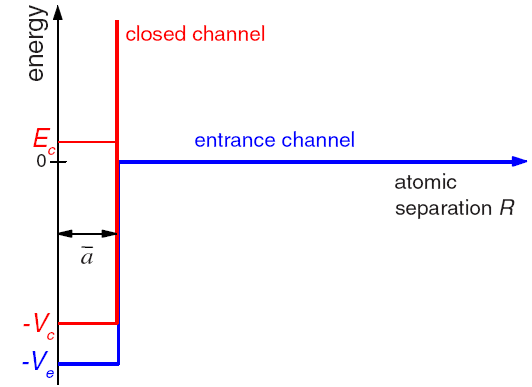 energy
closed channel
E_c
entrance channel
0
atomic
separation R
ā
-V_c
-V_e